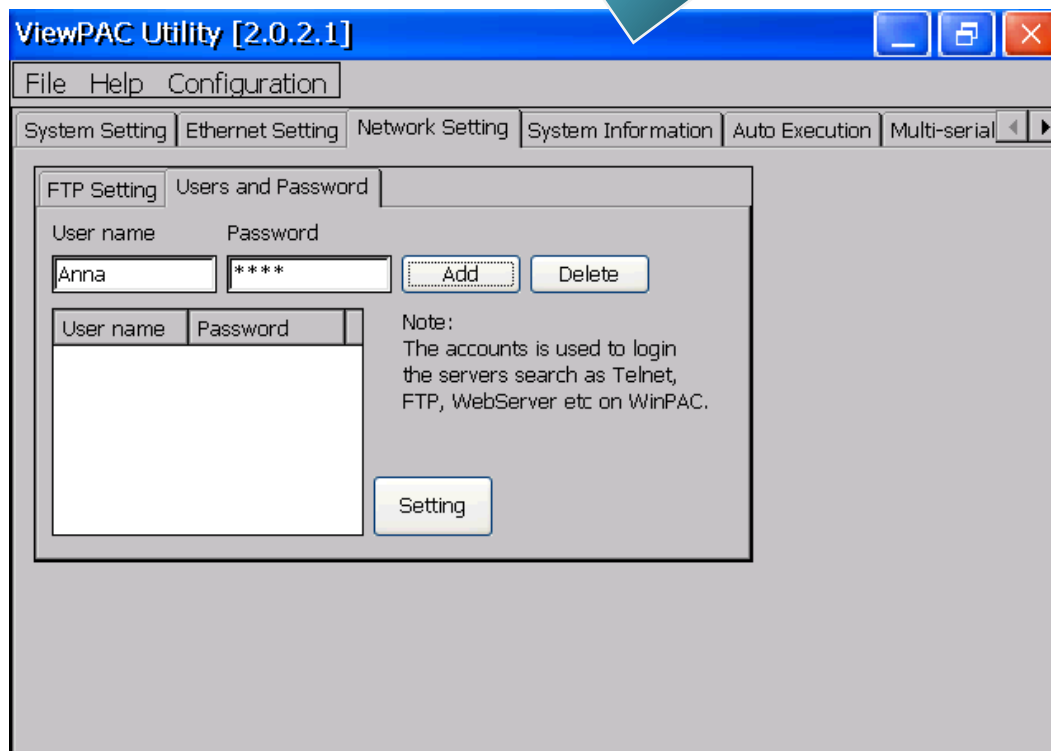 ViewPAC Utility [2.0.2.1]
File Help Configuration
System Setting Ethernet Setting Network Setting System Information Auto Execution Multi-serial
FTP Setting Users and Password
User name Password
Anna **** Add Delete
User name Password
Note:
The accounts is used to login
the servers search as Telnet,
FTP, WebServer etc on WinPAC.
Setting